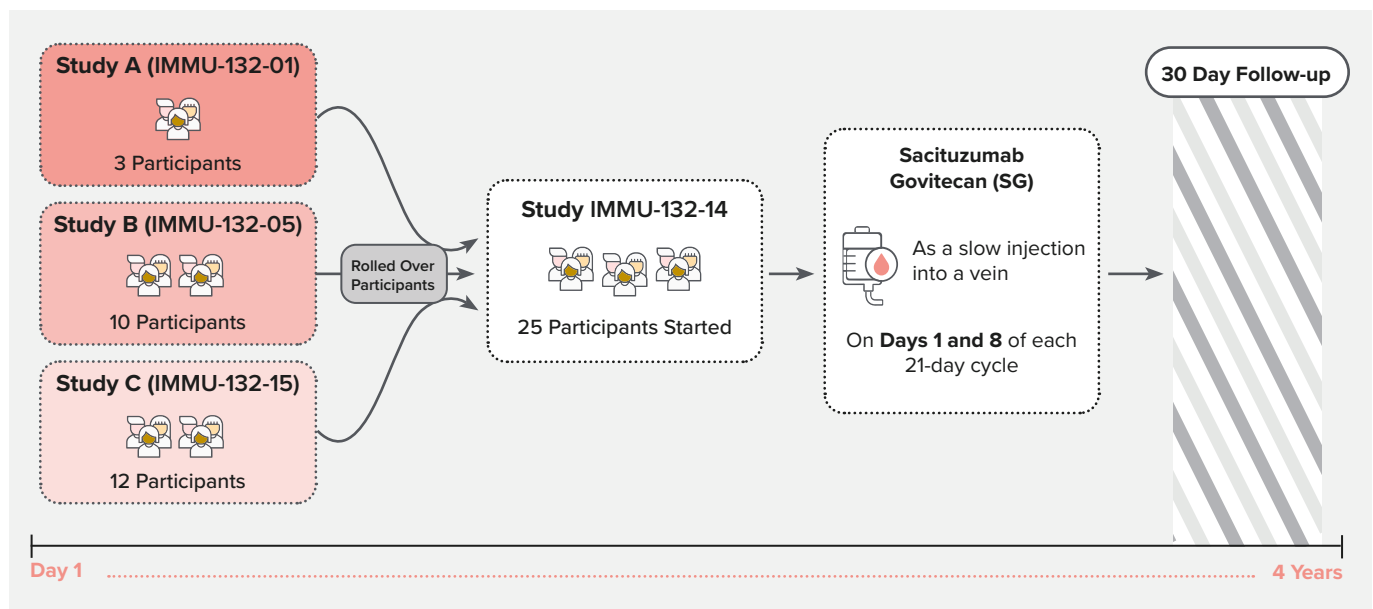 Study A (IMMU-132-01)
3 Participants
Study B (IMMU-132-05)
10 Participants
Study C (IMMU-132-15)
12 Participants
Rolled Over
Participants
Study IMMU-132-14
25 Participants Started
Sacituzumab
Govitecan (SG)
As a slow injection
into a vein
On Days 1 and 8 of each
21-day cycle
30 Day Follow-up
Day 1
4 Years